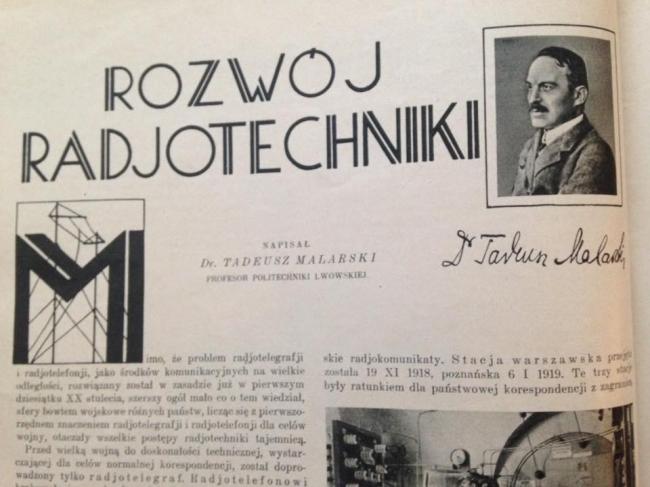 ROZWÓJ
RADJOTECHNIKI
NAPISAŁ
Dr. TADEUSZ MALARSKI
PROFESOR POLITECHNIKI LWOWSKIEJ.
Dr Tadeusz Malarski
Mimo, że problem radjotelegrafji
i radjotelefonji, jako środków komunikacyjnych na wielkie
odległości, rozwiązany został w zasadzie już w pierwszym
dziesiątku XX stulecia, szerszy ogół mało co o tem wiedział,
sfery bowiem wojskowe różnych państw, licząc się z pierwszo-
rzędnem znaczeniem radjotelegrafji i radjotelefonji dla celów
wojny, otaczały wszelkie postępy radjotechniki tajemnicą.
Przed wielką wojną do doskonałości technicznej, wystar-
czającej dla celów normalnej korespondencji, został dopro-
wadzony tylko radjotelegraf. Radjotelefonowi
skie radjokomunikaty. Stacja warszawska przejęta
została 19 XI 1918, poznańska 6 I 1919. Te trzy stacje
były ratunkiem dla państwowej korespondencji z zagranicą